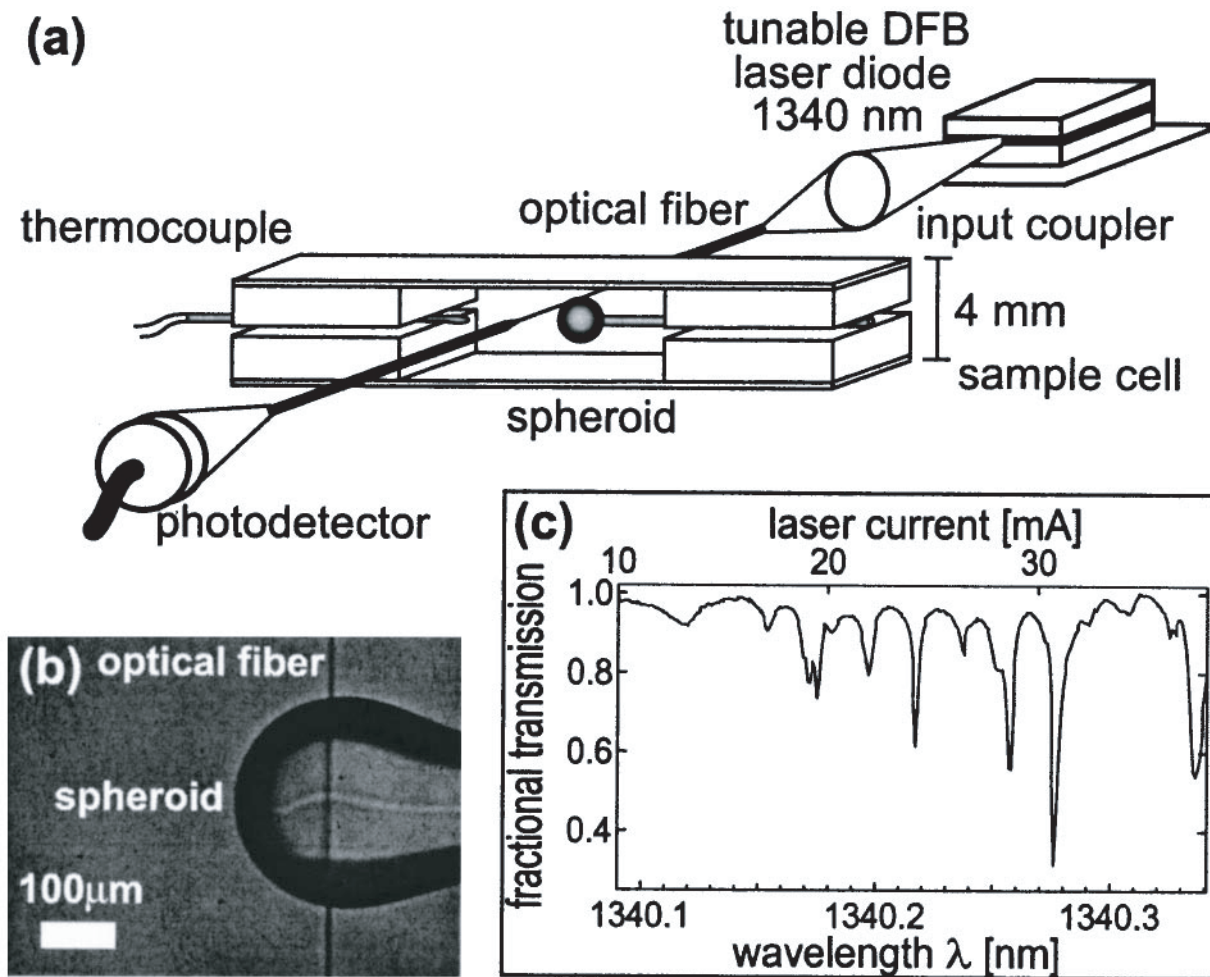 (a)
tunable DFB
laser diode
1340 nm
optical fiber
thermocouple
input coupler
4 mm
sample cell
spheroid
photodetector
(b)
optical fiber
spheroid
100μm
(c)
laser current [mA]
10 20 30
fractional transmission
1.0
0.8
0.6
0.4
1340.1 1340.2 1340.3
wavelength λ [nm]